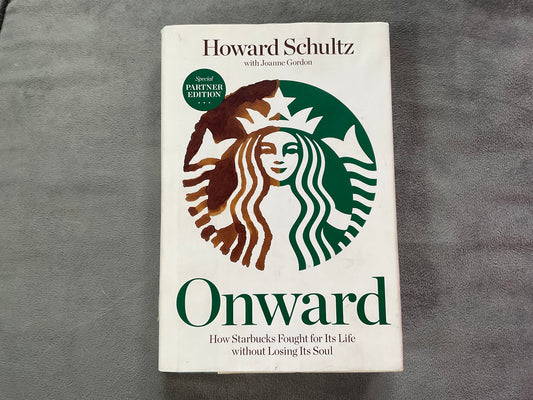 Howard Schultz
with Joanne Gordon
Special
PARTNER
EDITION
Onward
How Starbucks Fought for Its Life
without Losing Its Soul